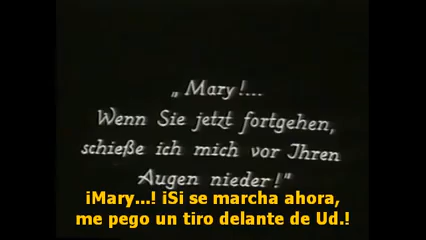 „Mary!...
Wenn Sie jetzt fortgehen,
schieße ich mich vor Ihren
Augen nieder!"
¡Mary...! ¡Si se marcha ahora,
me pego un tiro delante de Ud.!